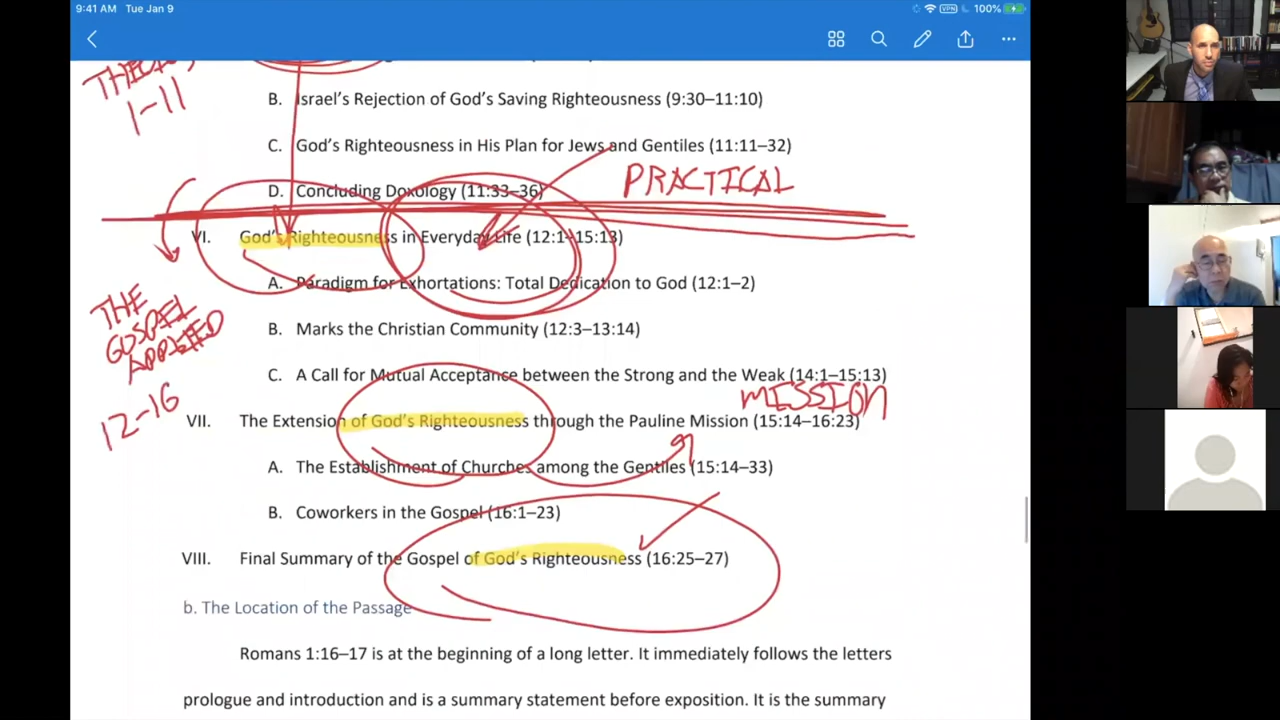 9:41 AM Tue Jan 9
VPN 100%
1-11
B. Israel's Rejection of God's Saving Righteousness (9:30–11:10)
C. God's Righteousness in His Plan for Jews and Gentiles (11:11–32)
D. Concluding Doxology (11:33–36)
PRACTICAL
VI. God's Righteousness in Everyday Life (12:1–15:13)
A. Paradigm for Exhortations: Total Dedication to God (12:1–2)
THE
GOSPEL
APPLIED
12-16
B. Marks the Christian Community (12:3–13:14)
C. A Call for Mutual Acceptance between the Strong and the Weak (14:1–15:13)
MISSION
VII. The Extension of God's Righteousness through the Pauline Mission (15:14–16:23)
A. The Establishment of Churches among the Gentiles (15:14–33)
B. Coworkers in the Gospel (16:1–23)
VIII. Final Summary of the Gospel of God's Righteousness (16:25–27)
b. The Location of the Passage
Romans 1:16–17 is at the beginning of a long letter. It immediately follows the letters
prologue and introduction and is a summary statement before exposition. It is the summary